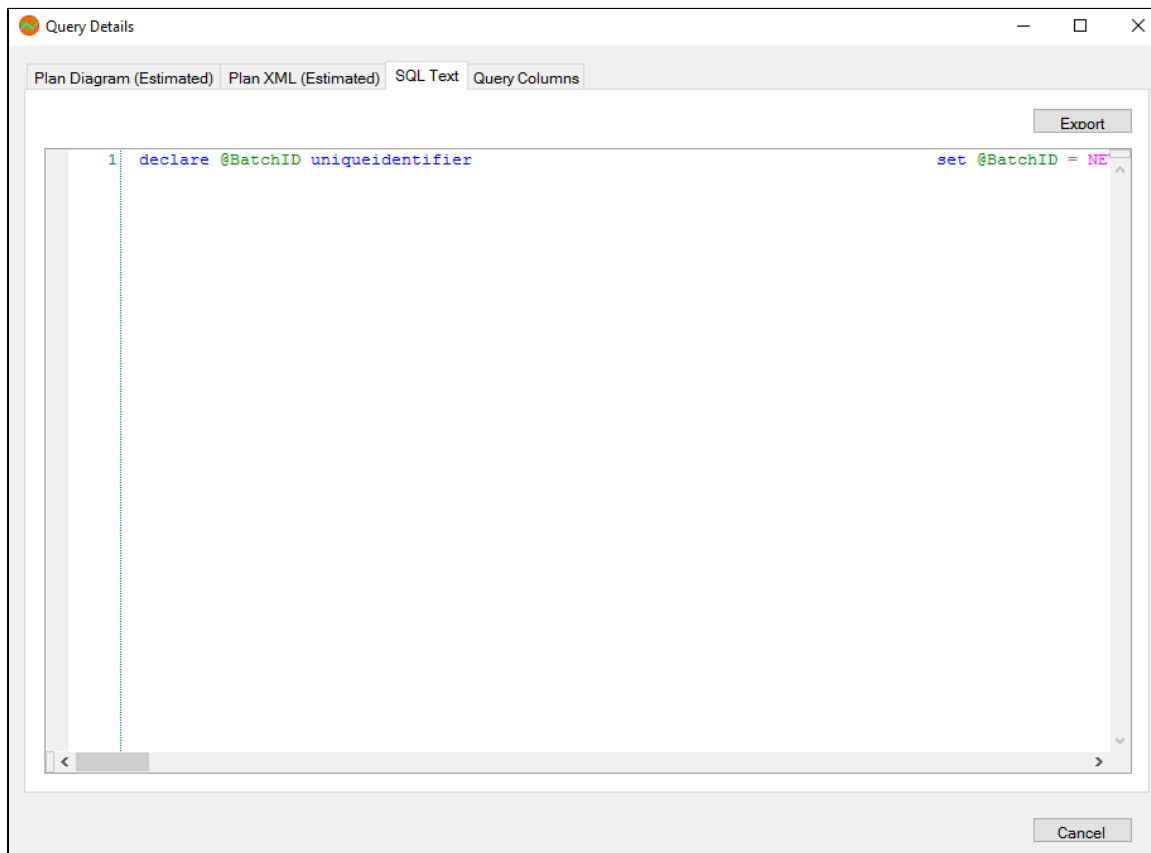 Query Details
Plan Diagram (Estimated) Plan XML (Estimated) SQL Text Query Columns
Export
1 declare @BatchID uniqueidentifier set @BatchID =
Cancel